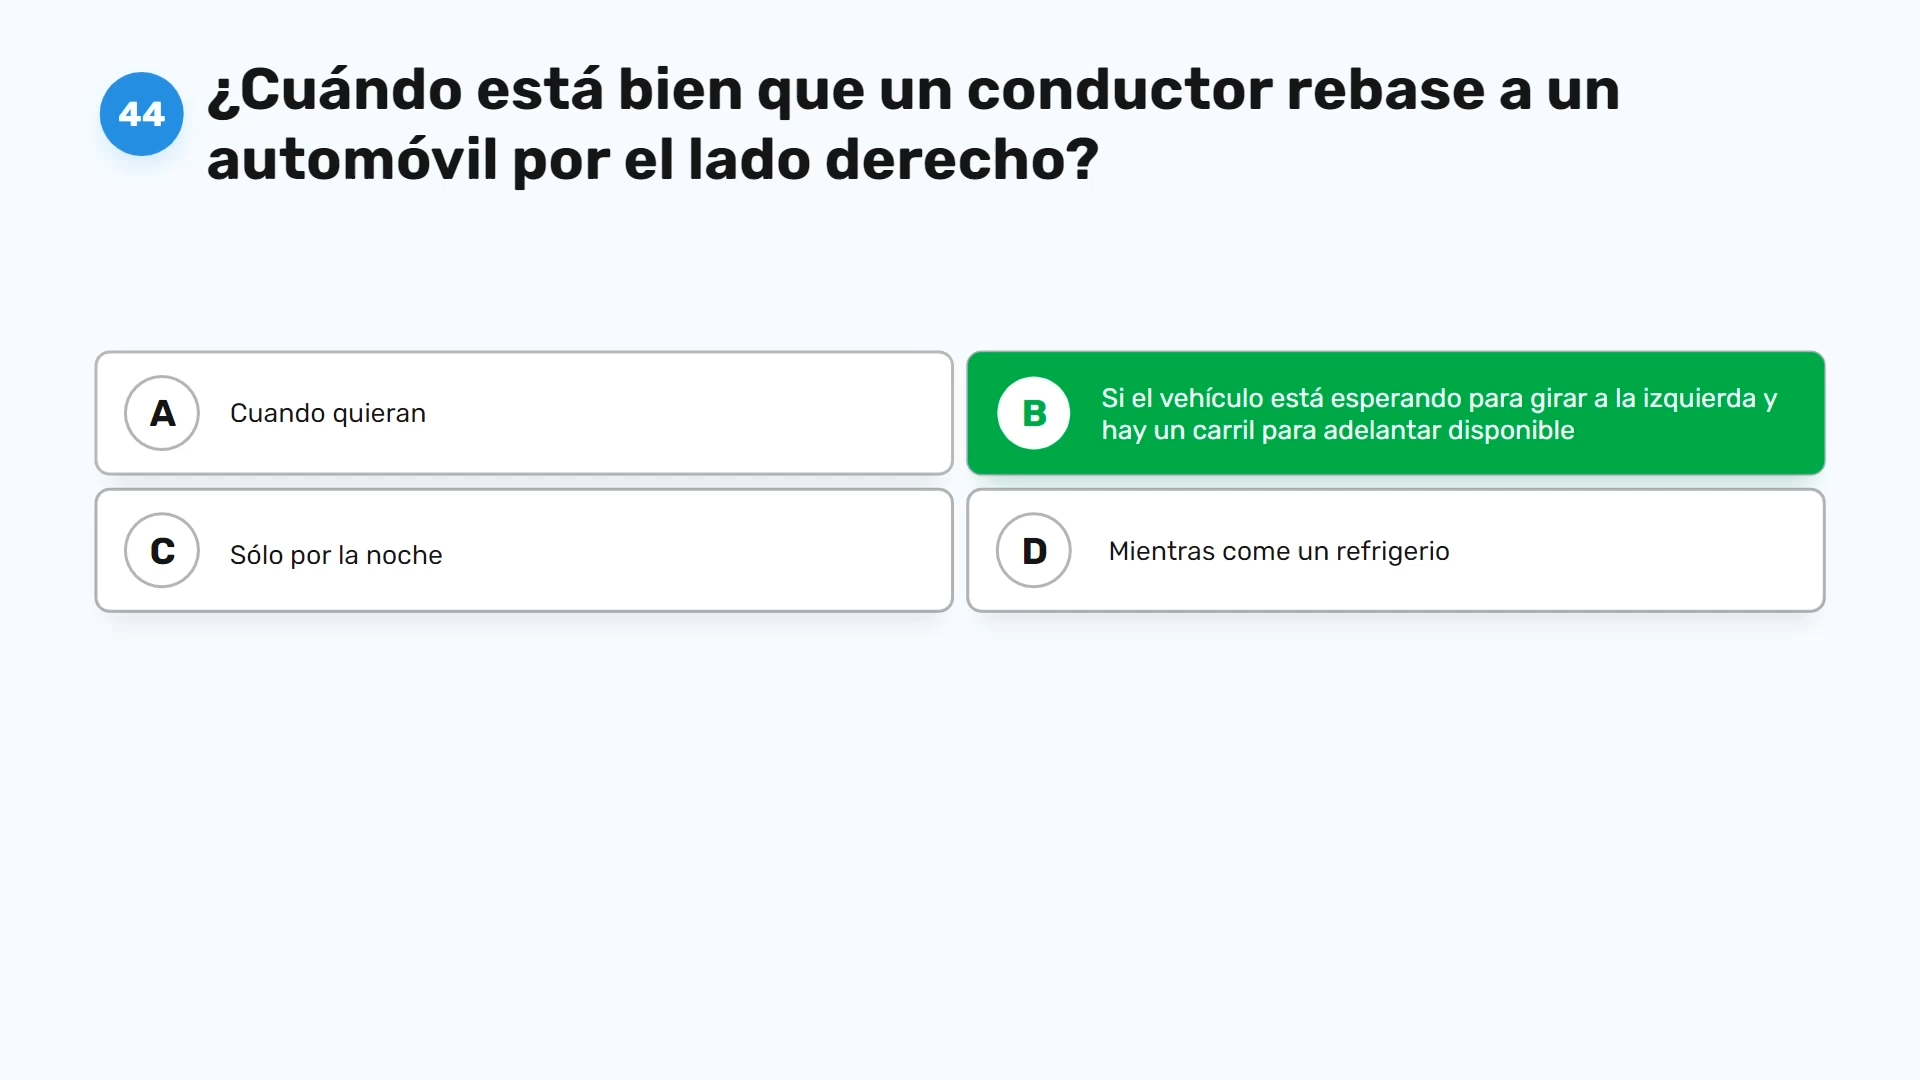 44
¿Cuándo está bien que un conductor rebase a un
automóvil por el lado derecho?
A
Cuando quieran
B
Si el vehículo está esperando para girar a la izquierda y
hay un carril para adelantar disponible
C
Sólo por la noche
D
Mientras come un refrigerio